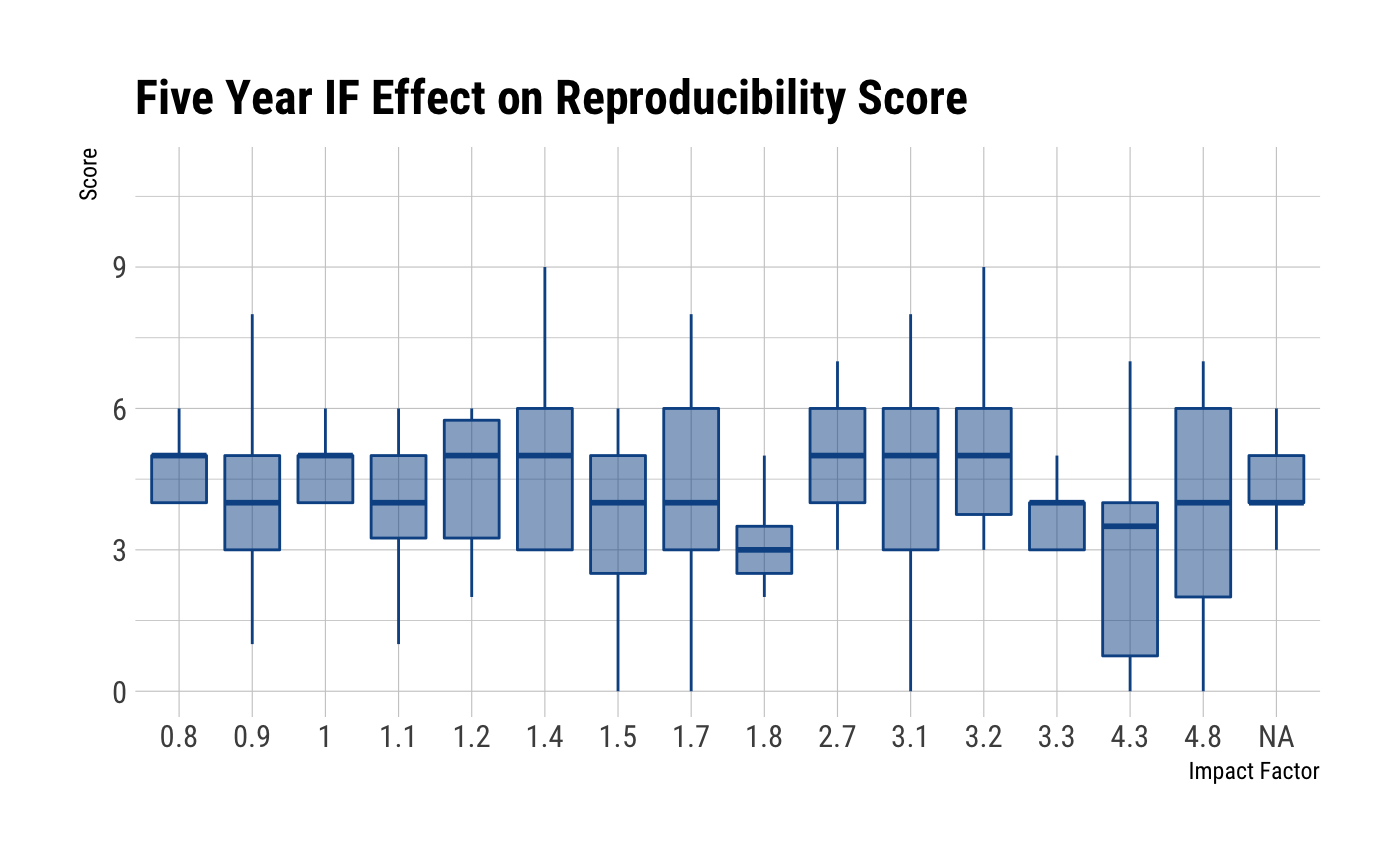 Five Year IF Effect on Reproducibility Score
Score
9
6
3
0
0.8 0.9 1 1.1 1.2 1.4 1.5 1.7 1.8 2.7 3.1 3.2 3.3 4.3 4.8 NA
Impact Factor